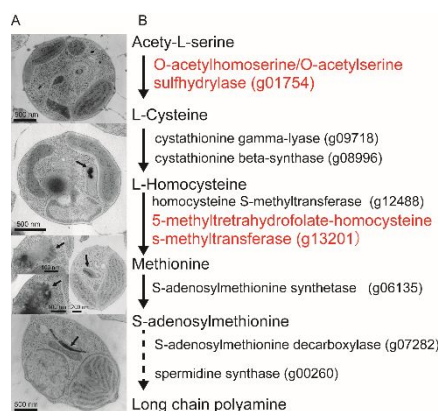 A
B
Acety-L-serine
O-acetylhomoserine/O-acetylserine
sulfhydrylase (g01754)
500 nm
L-Cysteine
cystathionine gamma-lyase (g09718)
cystathionine beta-synthase (g08996)
L-Homocysteine
homocysteine S-methyltransferase (g12488)
500 nm
5-methyltretrahydrofolate-homocysteine
s-methyltransferase (g13201)
Methionine
S-adenosylmethionine synthetase (g06135)
S-adenosylmethionine
S-adenosylmethionine decarboxylase (g07282)
spermidine synthase (g00260)
500 nm
Long chain polyamine